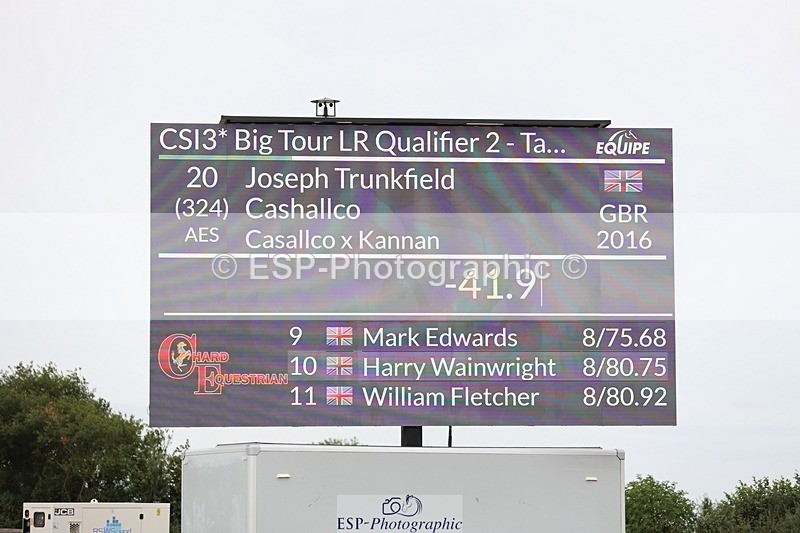 CSI3* Big Tour LR Qualifier 2 - Ta...
EQUIPE
20 Joseph Trunkfield
(324) Cashallco GBR
AES Casallco x Kannan 2016
© ESP-Photographic ©
-41.9
CHARD EQUESTRIAN
9 Mark Edwards 8/75.68
10 Harry Wainwright 8/80.75
11 William Fletcher 8/80.92
JCB
RSWSound
ESP-Photographic